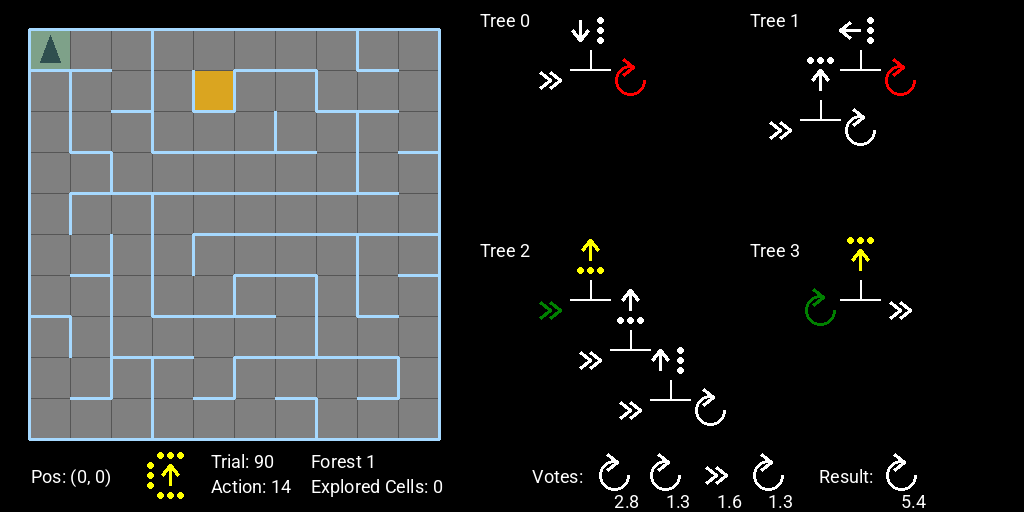 Tree 0
Tree 1
Tree 2
Tree 3
Pos: (0, 0)
Trial: 90
Forest 1
Action: 14
Explored Cells: 0
Votes:
2.8
1.3
1.6
1.3
Result:
5.4